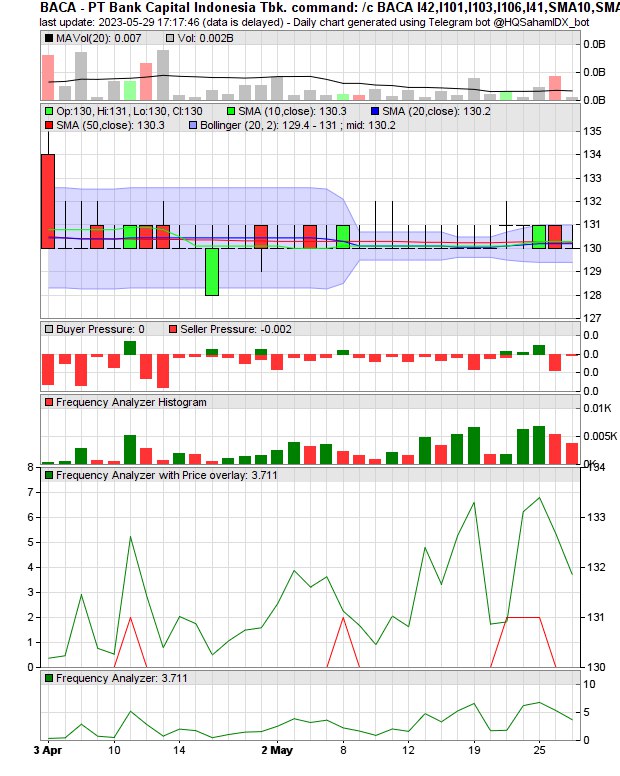 BACA - PT Bank Capital Indonesia Tbk. command: /c BACA I42,I101,I103,I106,I41,SMA10,SMA
last update: 2023-05-29 17:17:46 (data is delayed) - Daily chart generated using Telegram bot @HQSahamIDX_bot
MAVol(20): 0.007 Vol: 0.002B
0.0B
0.0B
0.0B
Op:130, Hi:131, Lo:130, Cl:130 SMA (10,close): 130.3 SMA (20,close): 130.2
SMA (50,close): 130.3 Bollinger (20, 2): 129.4 - 131 ; mid: 130.2
135
134
133
132
131
130
129
128
127
Buyer Pressure: 0 Seller Pressure: -0.002
0.0
0.0
0.0
0.0
Frequency Analyzer Histogram
0.01K
0.005K
0K
Frequency Analyzer with Price overlay: 3.711
8
7
6
5
4
3
2
1
0
134
133
132
131
130
Frequency Analyzer: 3.711
10
5
0
3 Apr 10 14 2 May 8 12 19 25